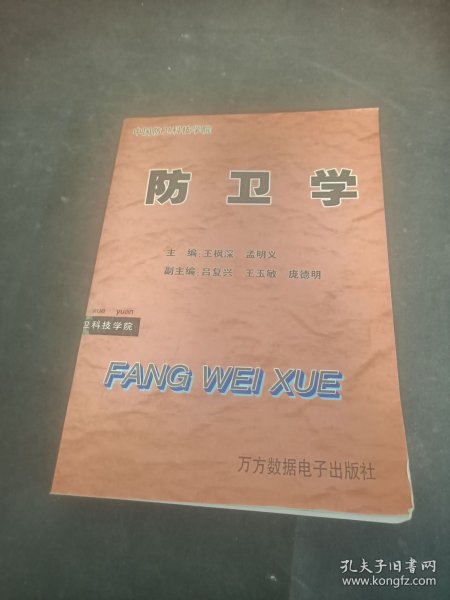 中国防卫科技学院
防卫学
主 编:王枫深 孟明义
副主编:吕复兴 王玉敏 庞德明
xue yuan
卫科技学院
FANG WEI XUE
万方数据电子出版社
孔夫子旧书网
www.kongfz.com